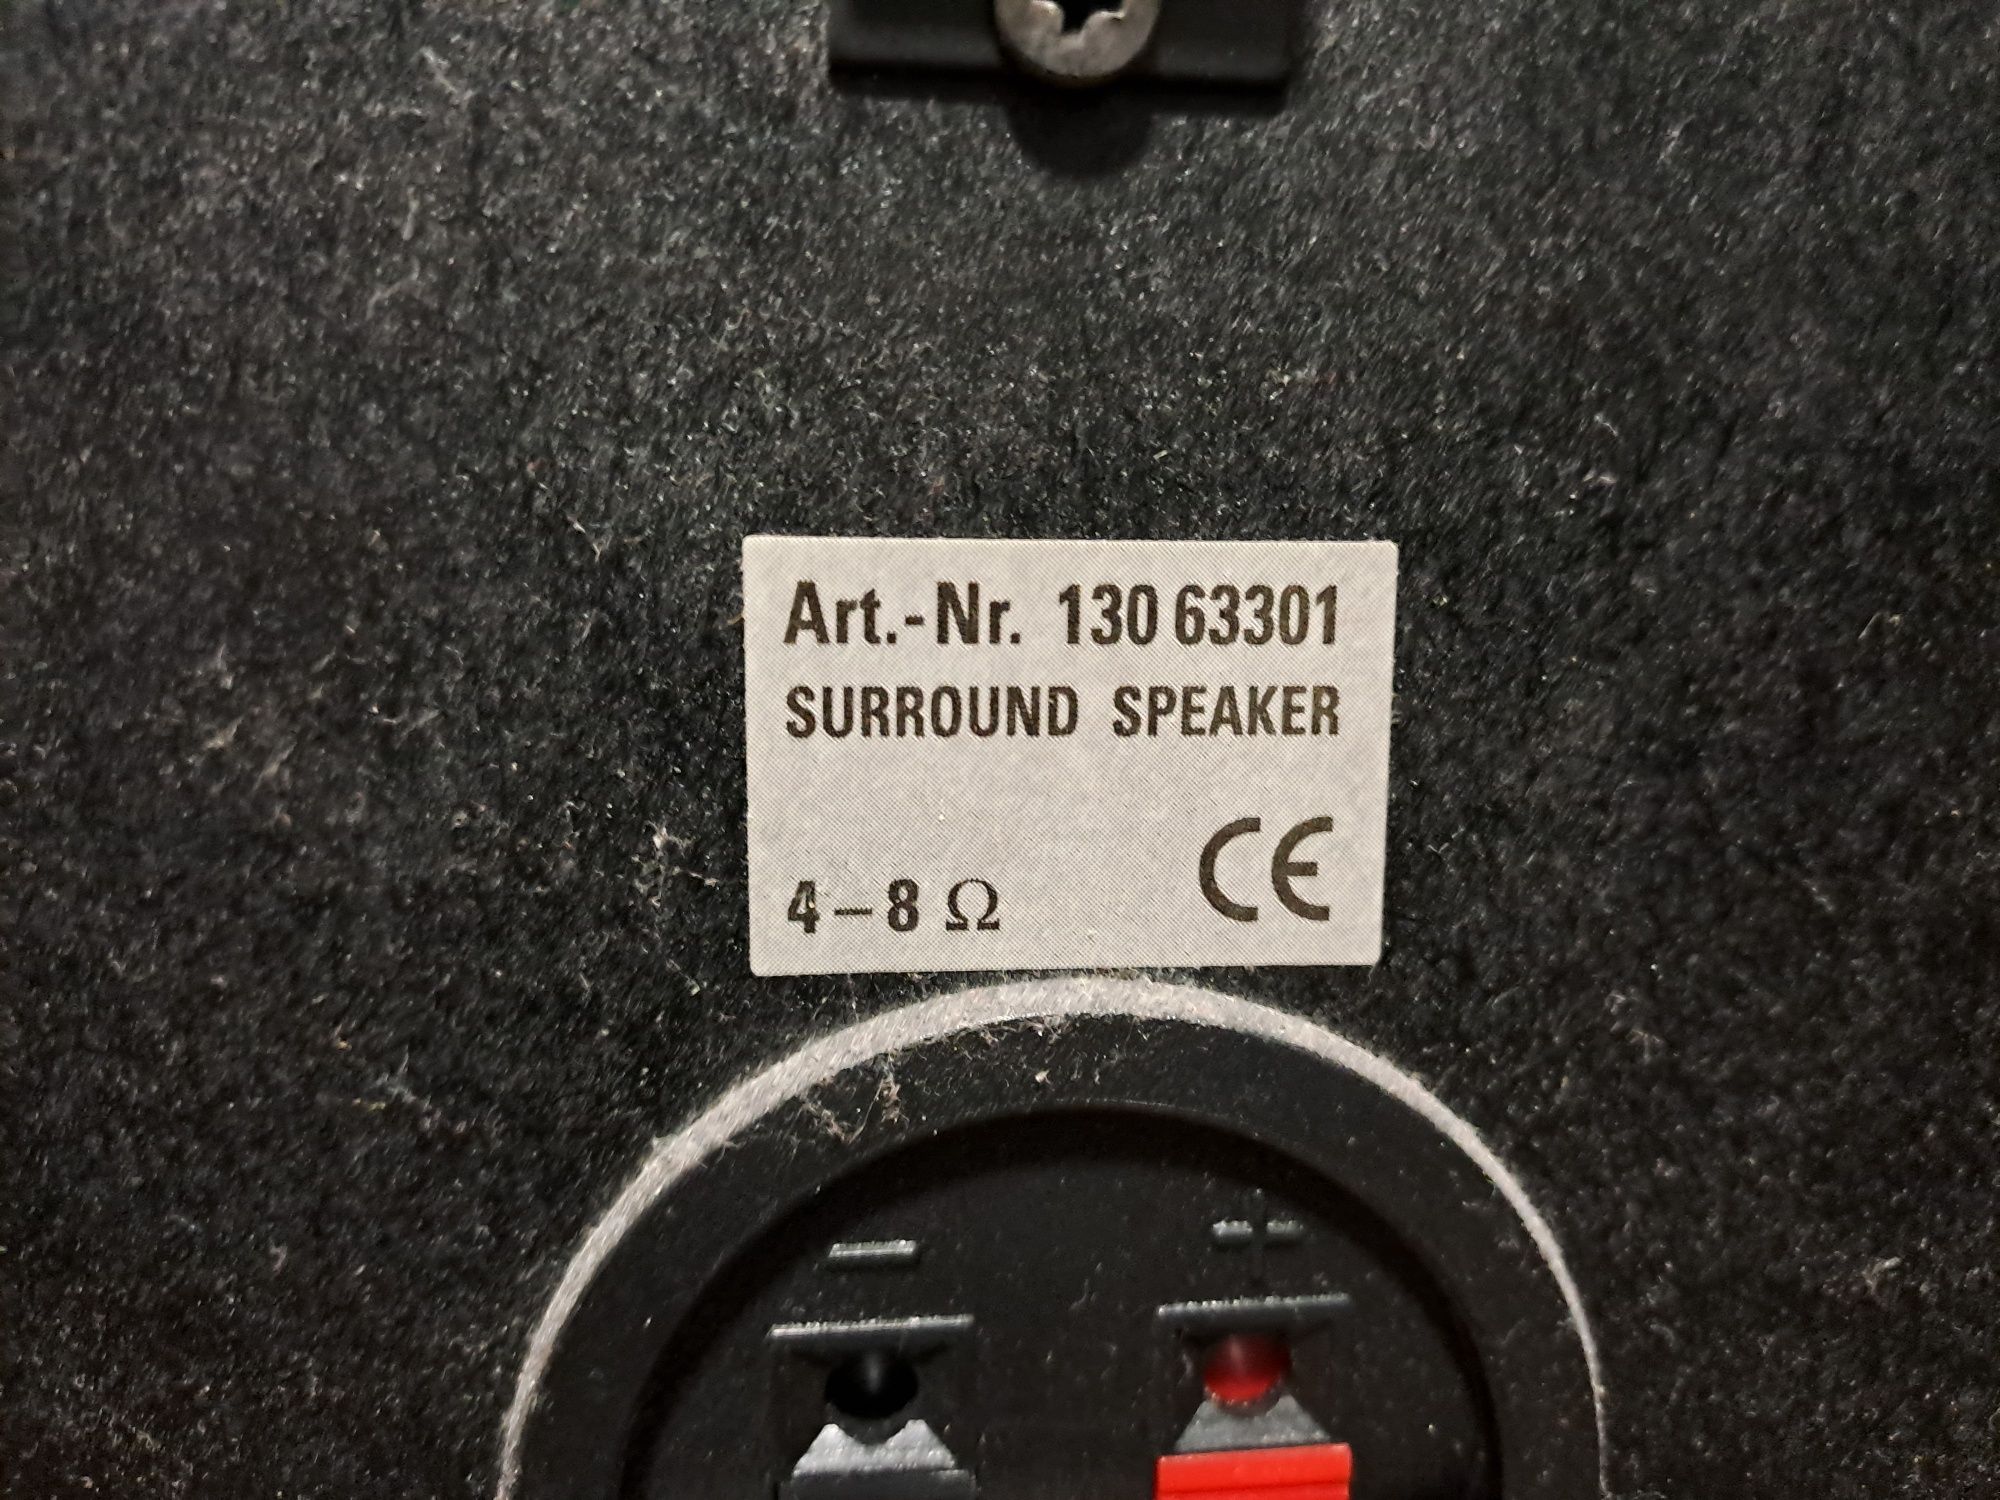 Art.-Nr. 130 63301
SURROUND SPEAKER
4–8 Ω CE
– +